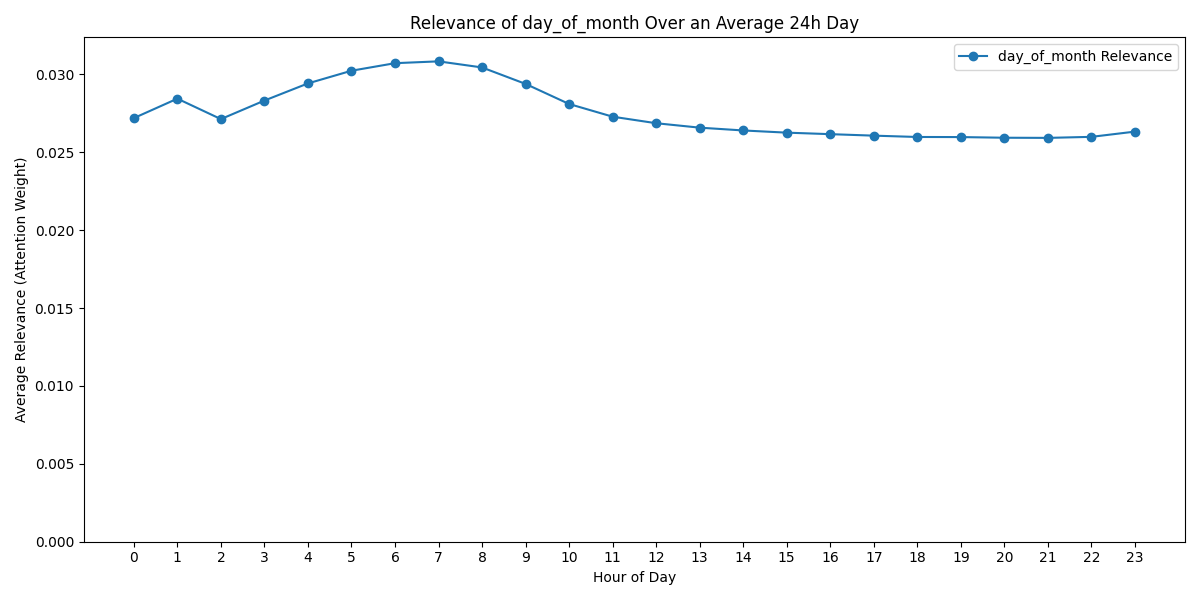 Relevance of day_of_month Over an Average 24h Day
day_of_month Relevance
Average Relevance (Attention Weight)
0.030
0.025
0.020
0.015
0.010
0.005
0.000
0 1 2 3 4 5 6 7 8 9 10 11 12 13 14 15 16 17 18 19 20 21 22 23
Hour of Day